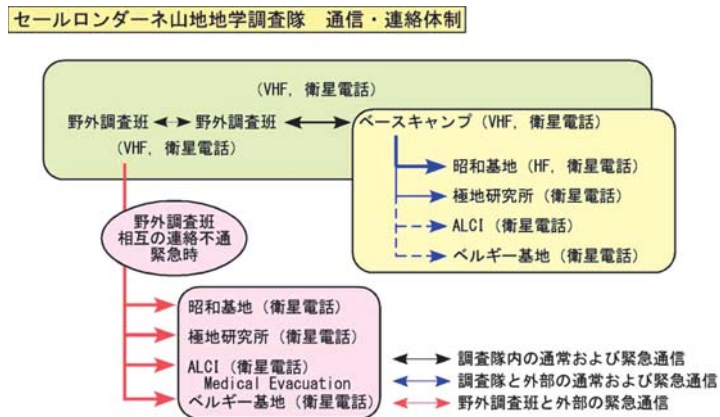 セールロンダーネ山地地学調査隊　通信・連絡体制
(VHF, 衛星電話)
野外調査班 野外調査班 ベースキャンプ (VHF, 衛星電話)
(VHF, 衛星電話)
昭和基地 (HF, 衛星電話)
極地研究所 (衛星電話)
ALCI (衛星電話)
ベルギー基地 (衛星電話)
野外調査班
相互の連絡不通
緊急時
昭和基地 (衛星電話)
極地研究所 (衛星電話)
ALCI (衛星電話)
Medical Evacuation
ベルギー基地 (衛星電話)
調査隊内の通常および緊急通信
調査隊と外部の通常および緊急通信
野外調査班と外部の緊急通信